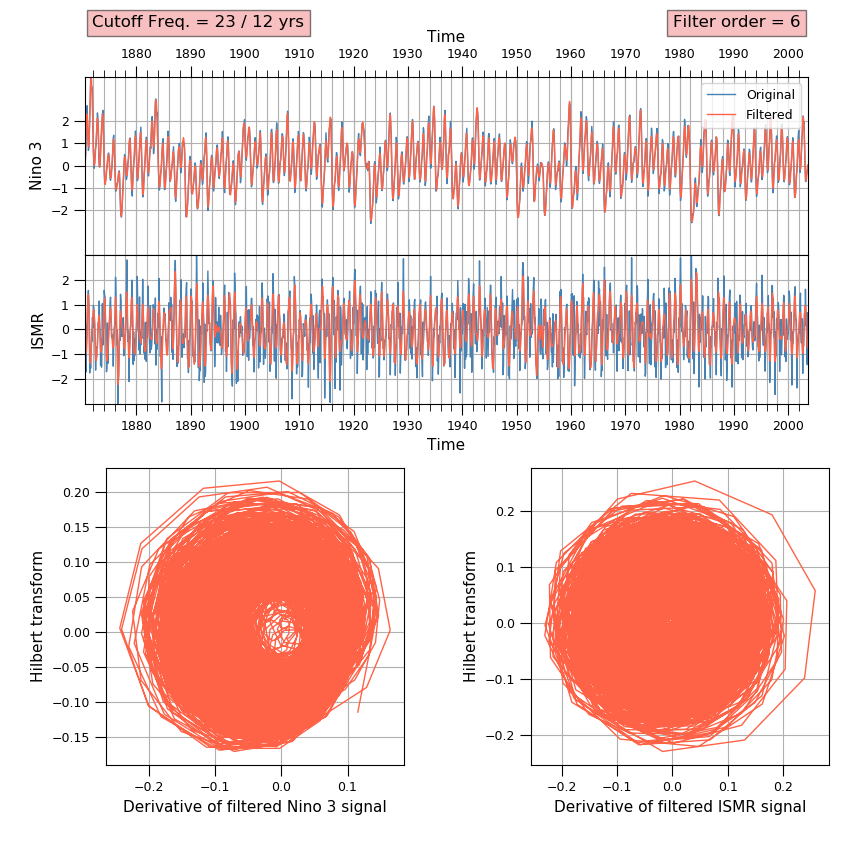 Cutoff Freq. = 23 / 12 yrs
Filter order = 6
Time
1880 1890 1900 1910 1920 1930 1940 1950 1960 1970 1980 1990 2000
Original
Filtered
Nino 3
2
1
0
−1
−2
ISMR
2
1
0
−1
−2
1880 1890 1900 1910 1920 1930 1940 1950 1960 1970 1980 1990 2000
Time
Hilbert transform
0.20
0.15
0.10
0.05
0.00
−0.05
−0.10
−0.15
−0.2 −0.1 0.0 0.1
Derivative of filtered Nino 3 signal
Hilbert transform
0.2
0.1
0.0
−0.1
−0.2
−0.2 −0.1 0.0 0.1 0.2
Derivative of filtered ISMR signal